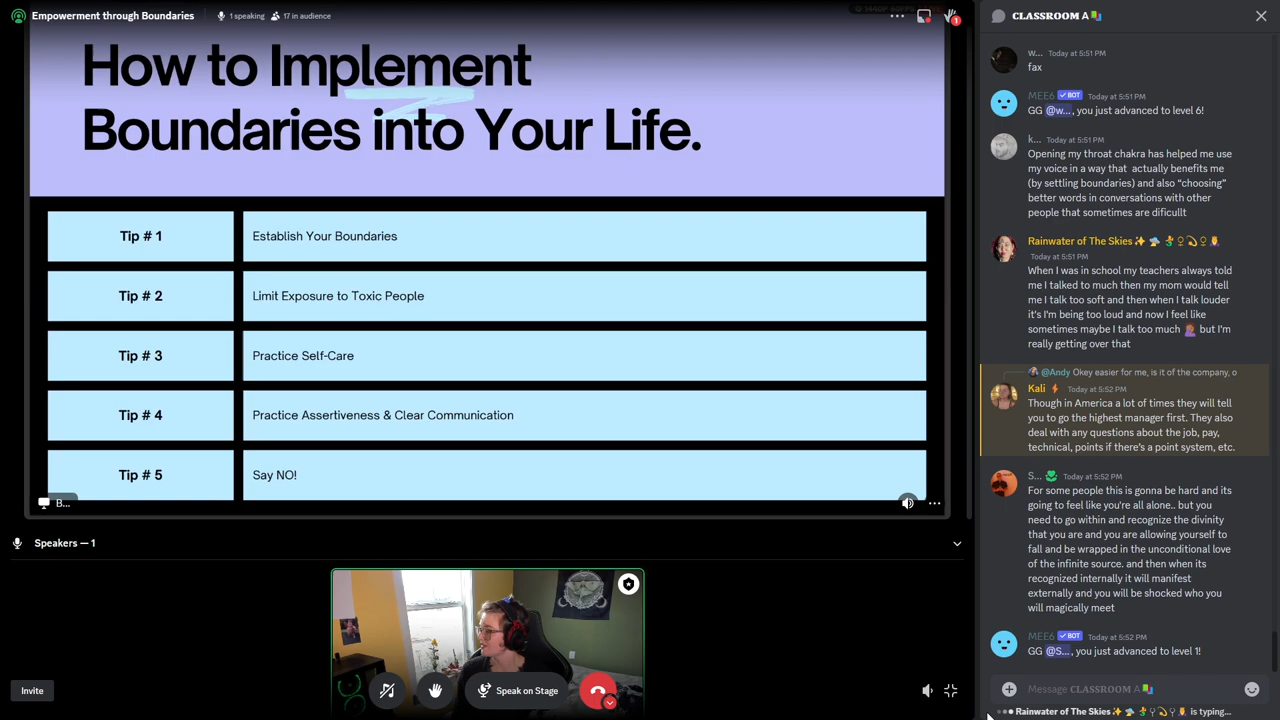 Empowerment through Boundaries
1 speaking
17 in audience
1
How to Implement
Boundaries into Your Life.
Tip # 1
Establish Your Boundaries
Tip # 2
Limit Exposure to Toxic People
Tip # 3
Practice Self-Care
Tip # 4
Practice Assertiveness & Clear Communication
Tip # 5
Say NO!
B...
Speakers — 1
Invite
Speak on Stage
CLASSROOM A
w... Today at 5:51 PM
fax
MEE6 BOT Today at 5:51 PM
GG @w..., you just advanced to level 6!
k... Today at 5:51 PM
Opening my throat chakra has helped me use
my voice in a way that actually benefits me
(by settling boundaries) and also “choosing”
better words in conversations with other
people that sometimes are dificullt
Rainwater of The Skies
Today at 5:51 PM
When I was in school my teachers always told
me I talked to much then my mom would tell
me I talk too soft and then when I talk louder
it's I'm being too loud and now I feel like
sometimes maybe I talk too much but I'm
really getting over that
@Andy Okey easier for me, is it of the company, o
Kali Today at 5:52 PM
Though in America a lot of times they will tell
you to go the highest manager first. They also
deal with any questions about the job, pay,
technical, points if there's a point system, etc.
S... Today at 5:52 PM
For some people this is gonna be hard and its
going to feel like you're all alone.. but you
need to go within and recognize the divinity
that you are and you are allowing yourself to
fall and be wrapped in the unconditional love
of the infinite source. and then when its
recognized internally it will manifest
externally and you will be shocked who you
will magically meet
MEE6 BOT Today at 5:52 PM
GG @S..., you just advanced to level 1!
Message CLASSROOM A
Rainwater of The Skies is typing...